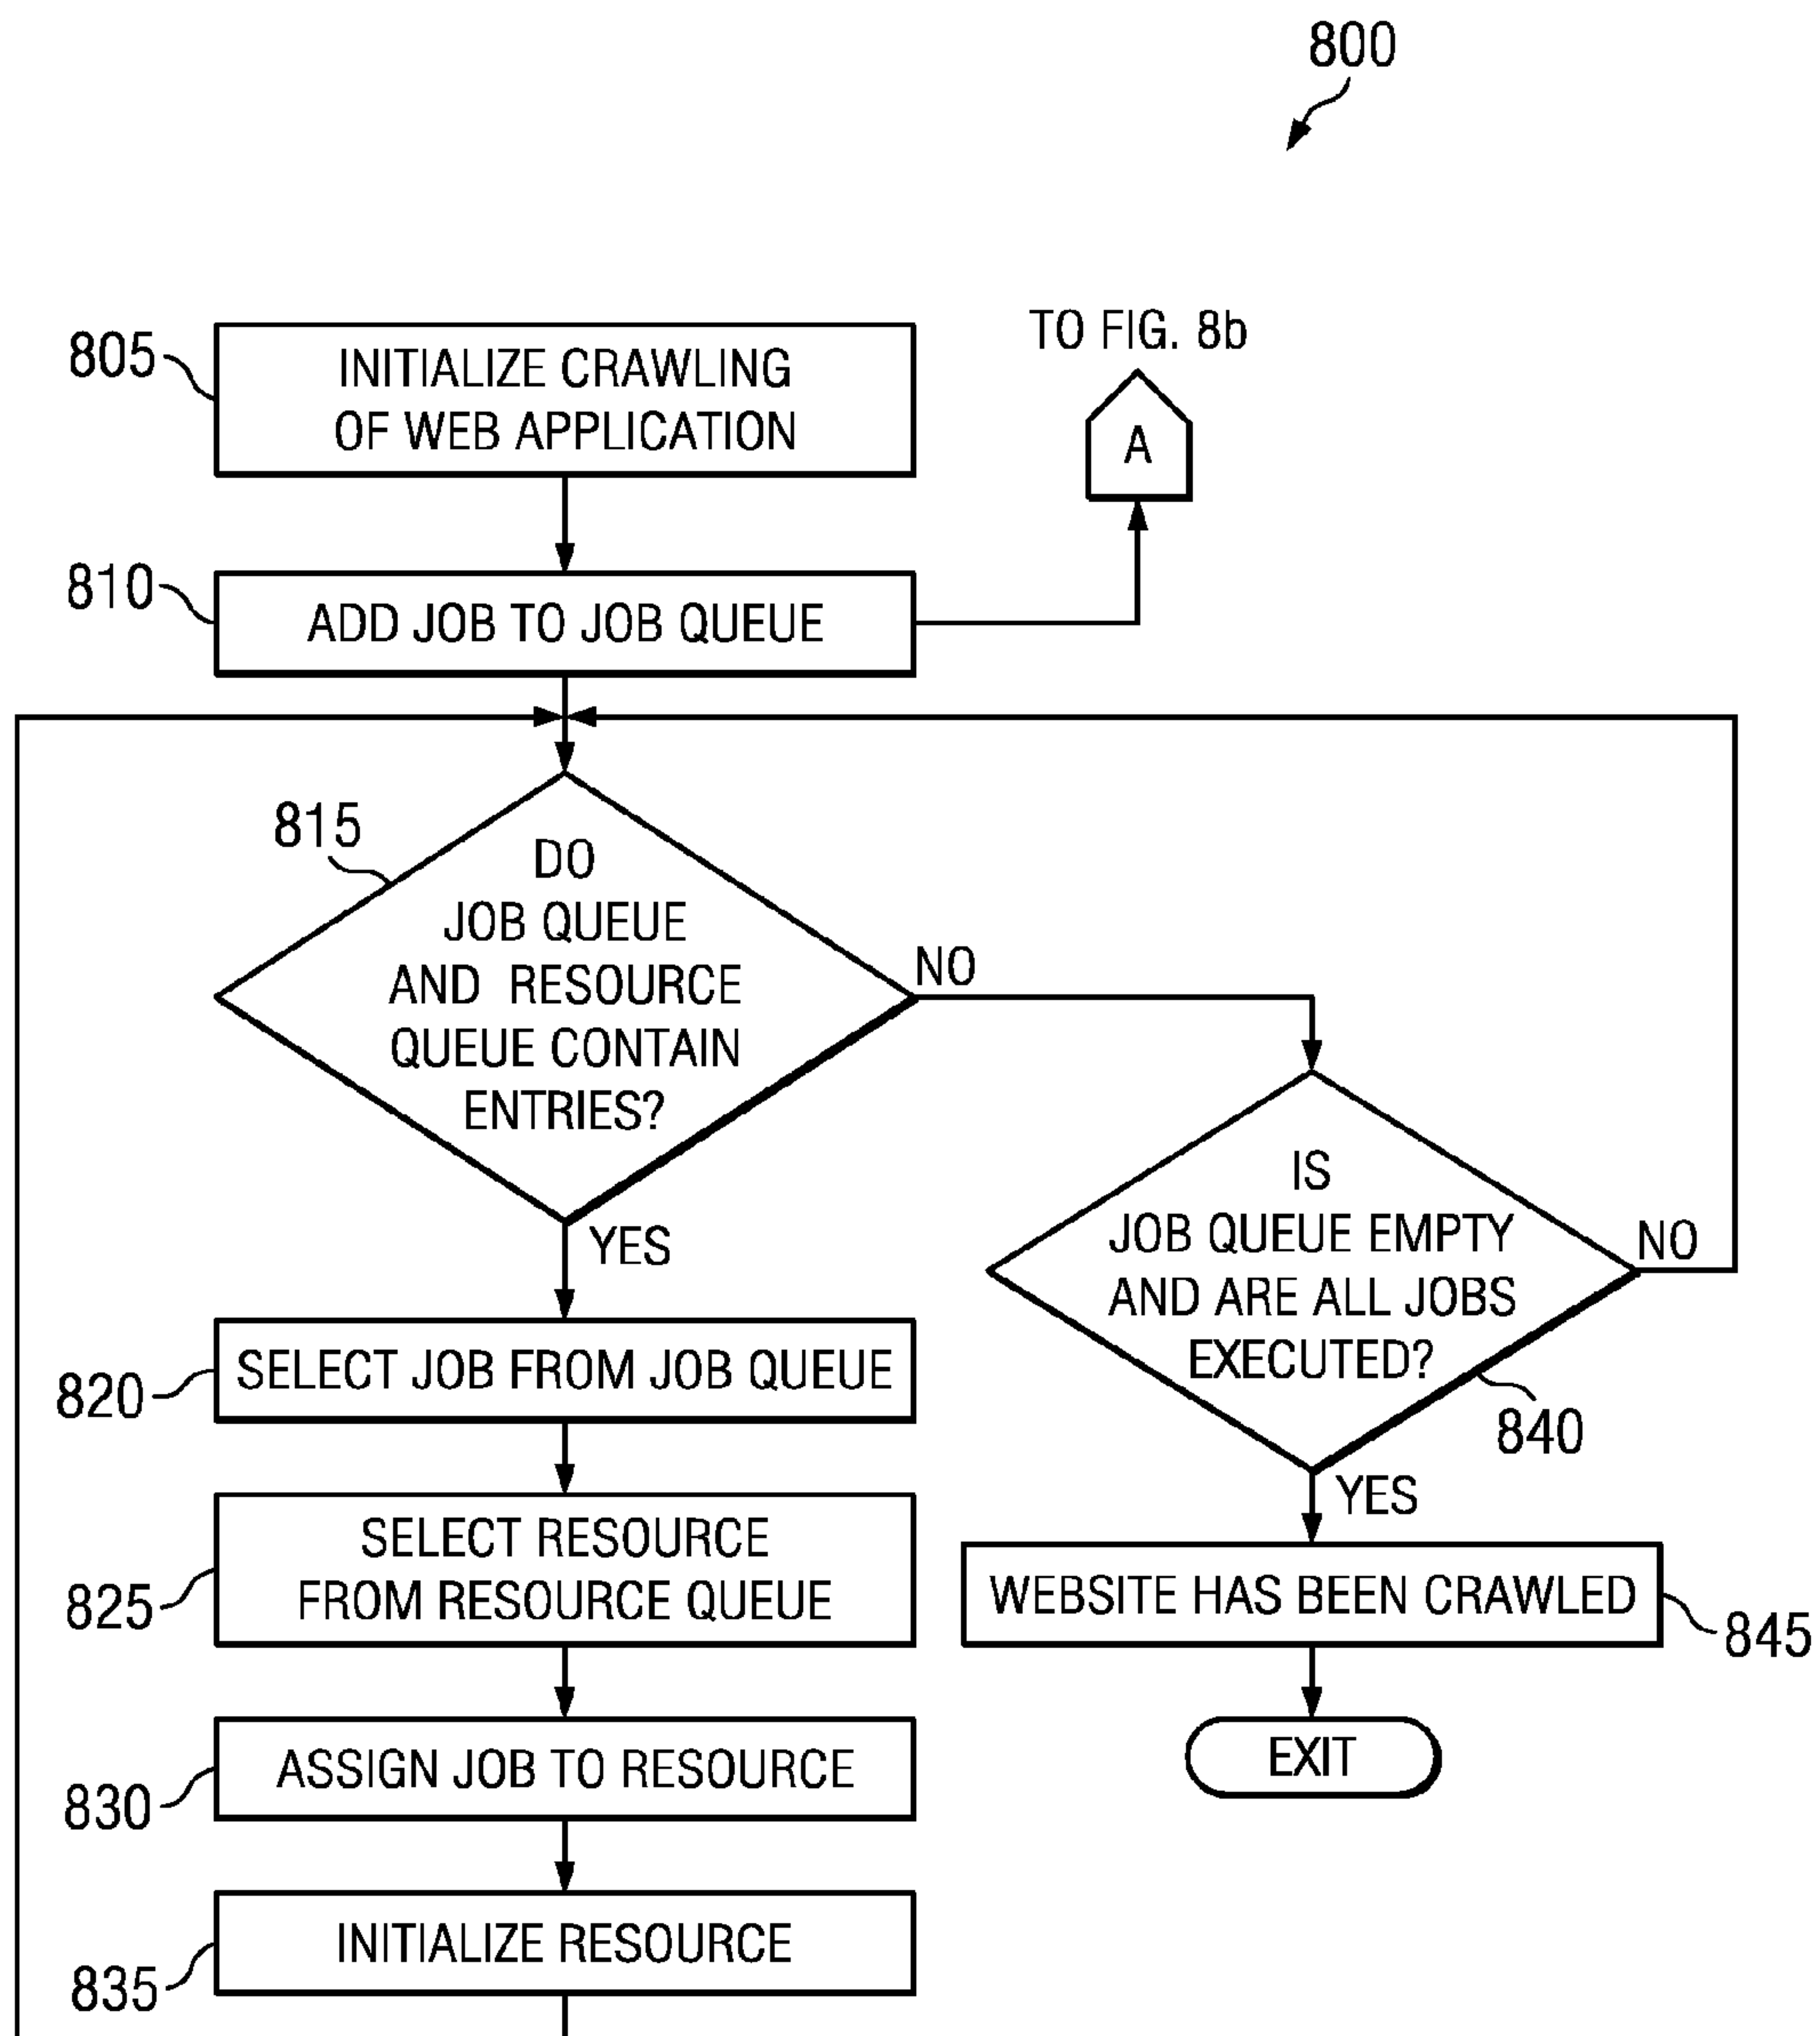 800
805
INITIALIZE CRAWLING
OF WEB APPLICATION
TO FIG. 8b
A
810
ADD JOB TO JOB QUEUE
815
DO
JOB QUEUE
AND RESOURCE
QUEUE CONTAIN
ENTRIES?
NO
YES
IS
JOB QUEUE EMPTY
AND ARE ALL JOBS
EXECUTED?
NO
840
YES
820
SELECT JOB FROM JOB QUEUE
825
SELECT RESOURCE
FROM RESOURCE QUEUE
WEBSITE HAS BEEN CRAWLED
845
830
ASSIGN JOB TO RESOURCE
EXIT
835
INITIALIZE RESOURCE